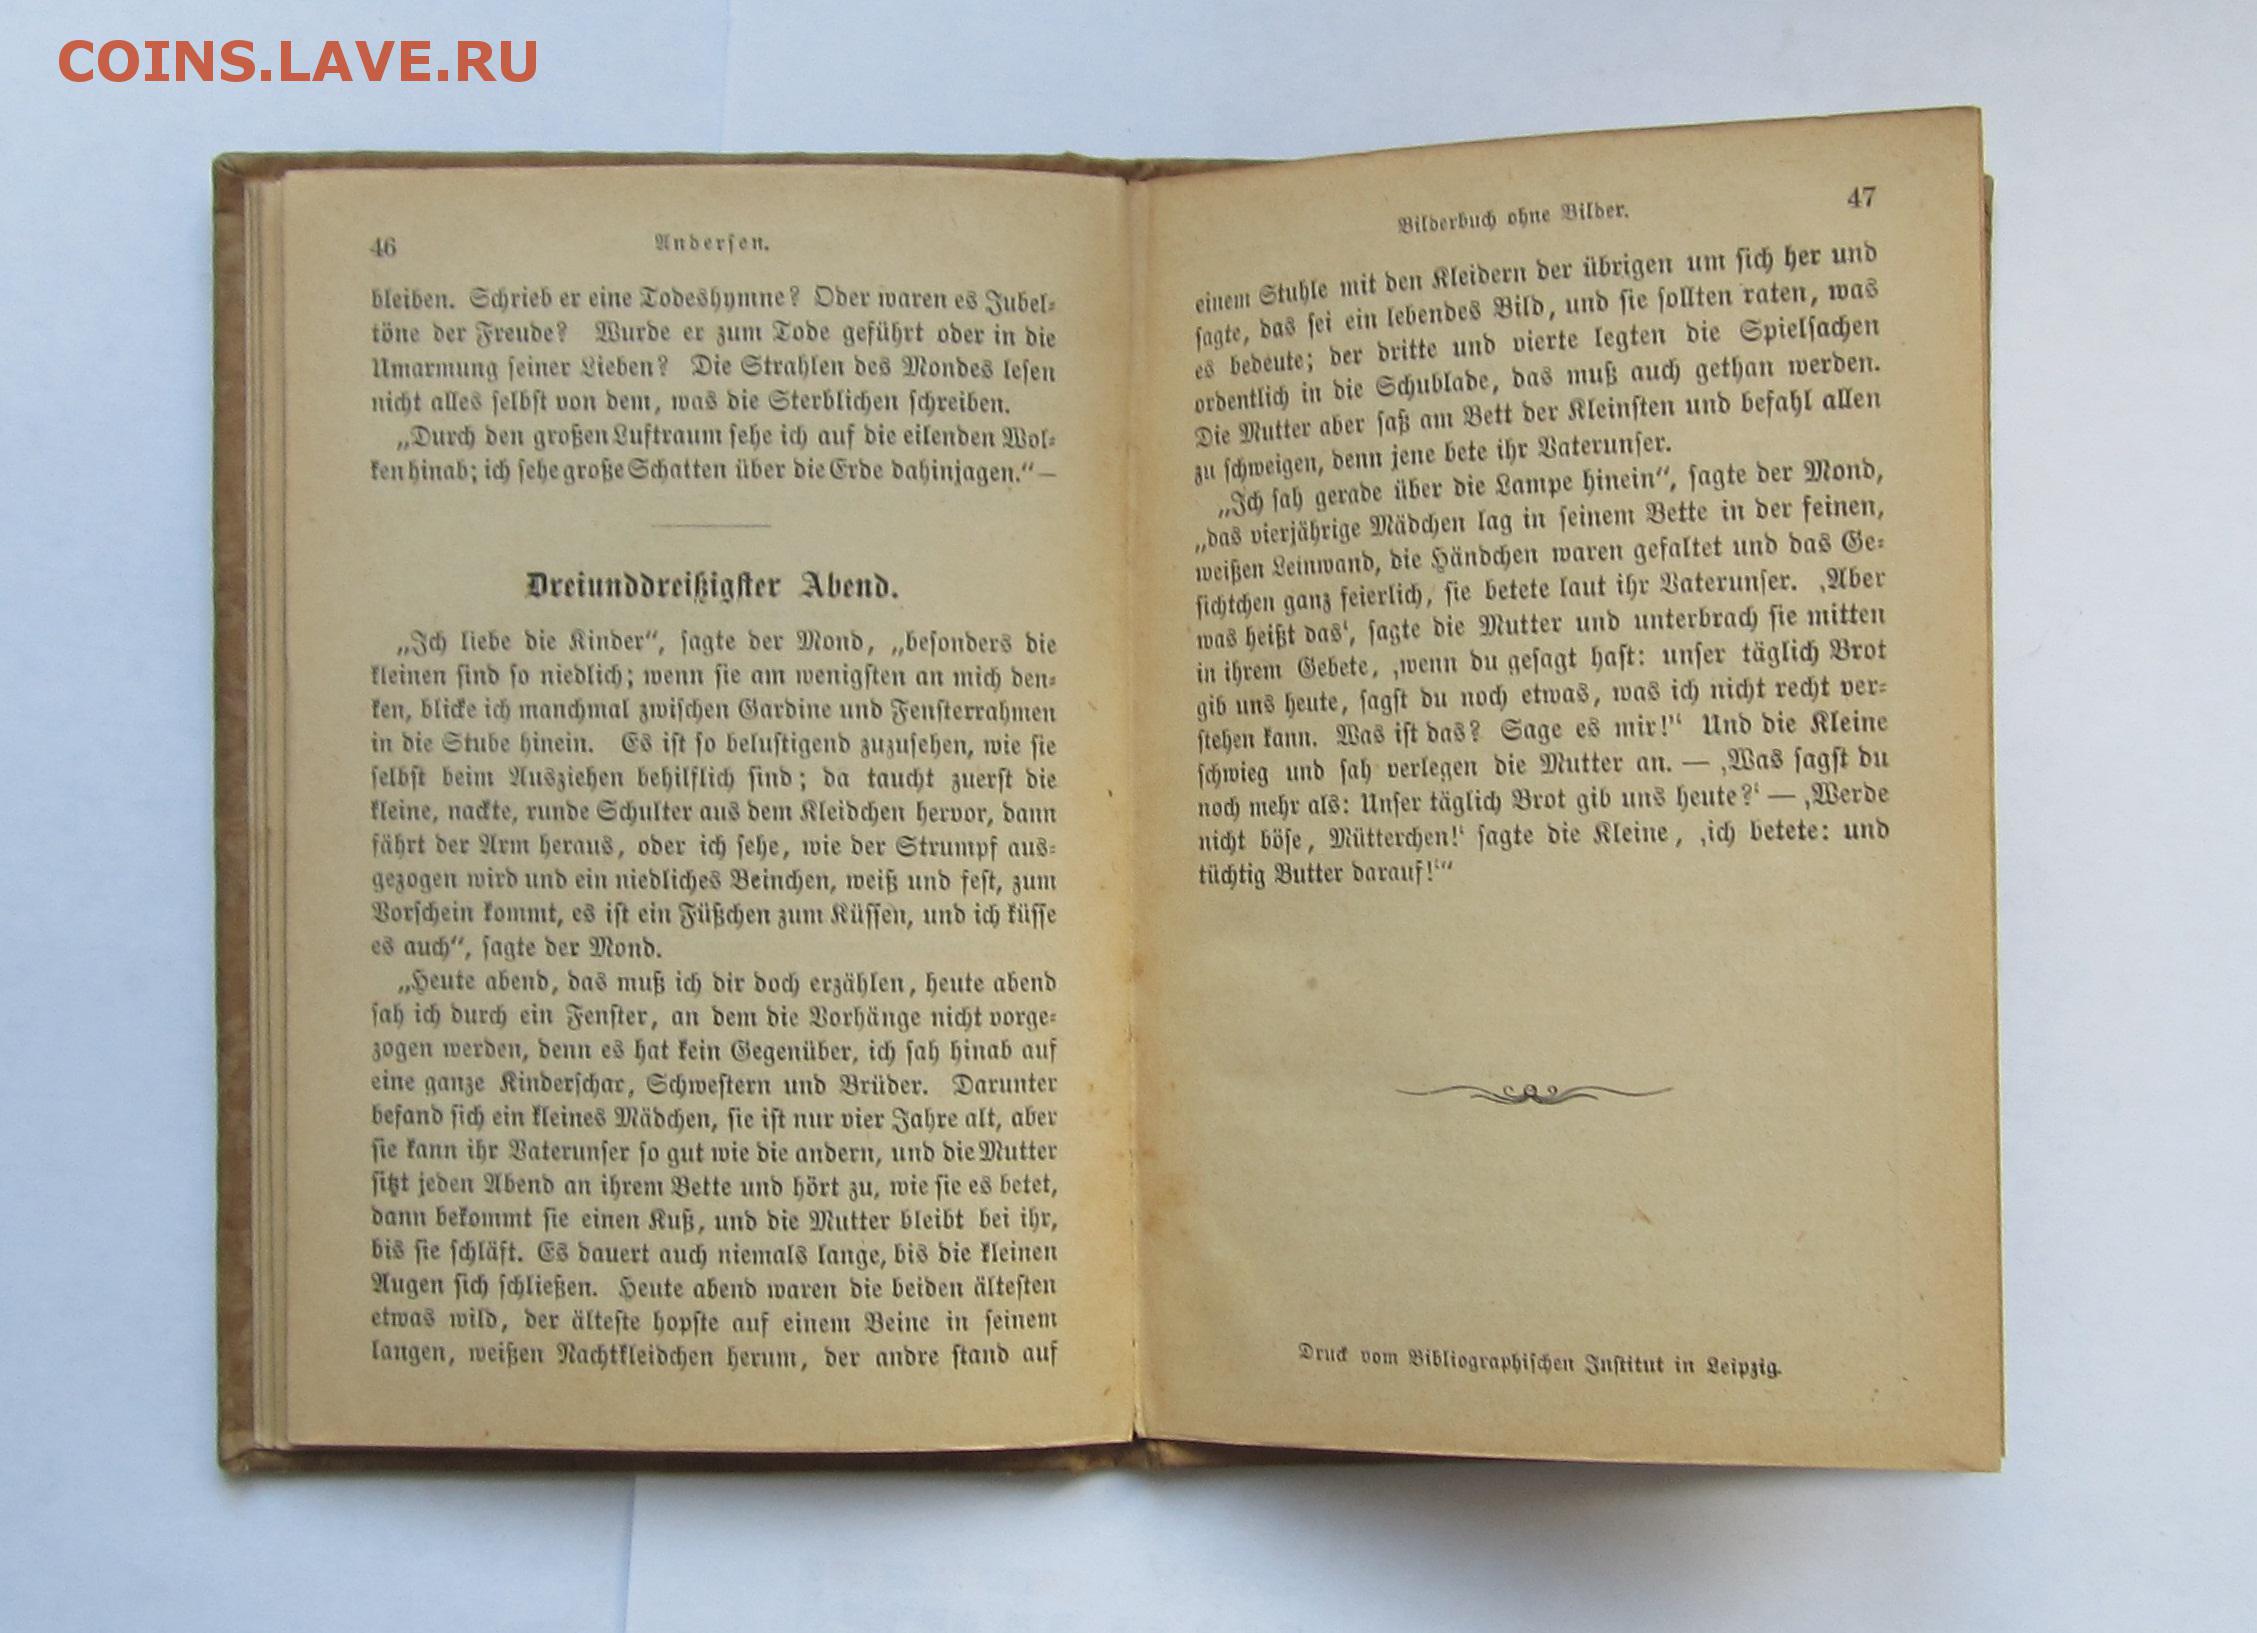 COINS.LAVE.RU
46
Andersen.
bleiben. Schrieb er eine Todeshymne? Oder waren es Jubel-
töne der Freude? Wurde er zum Tode geführt oder in die
Umarmung seiner Lieben? Die Strahlen des Mondes lesen
nicht alles selbst von dem, was die Sterblichen schreiben.
„Durch den großen Luftraum sehe ich auf die eilenden Wol-
ken hinab; ich sehe große Schatten über die Erde dahinjagen.“ —
Dreiunddreißigster Abend.
„Ich liebe die Kinder“, sagte der Mond, „besonders die
kleinen sind so niedlich; wenn sie am wenigsten an mich den-
ken, blicke ich manchmal zwischen Gardine und Fensterrahmen
in die Stube hinein. Es ist so belustigend zuzusehen, wie sie
selbst beim Ausziehen behilflich sind; da taucht zuerst die
kleine, nackte, runde Schulter aus dem Kleidchen hervor, dann
fährt der Arm heraus, oder ich sehe, wie der Strumpf aus-
gezogen wird und ein niedliches Beinchen, weiß und fest, zum
Vorschein kommt, es ist ein Füßchen zum Küssen, und ich küsse
es auch“, sagte der Mond.
„Heute abend, das muß ich dir doch erzählen, heute abend
sah ich durch ein Fenster, an dem die Vorhänge nicht vorge-
zogen werden, denn es hat kein Gegenüber, ich sah hinab auf
eine ganze Kinderschar, Schwestern und Brüder. Darunter
befand sich ein kleines Mädchen, sie ist nur vier Jahre alt, aber
sie kann ihr Vaterunser so gut wie die andern, und die Mutter
sitzt jeden Abend an ihrem Bette und hört zu, wie sie es betet,
dann bekommt sie einen Kuß, und die Mutter bleibt bei ihr,
bis sie schläft. Es dauert auch niemals lange, bis die kleinen
Augen sich schließen. Heute abend waren die beiden ältesten
etwas wild, der älteste hopste auf einem Beine in seinem
langen, weißen Nachtkleidchen herum, der andre stand auf
Bilderbuch ohne Bilder.
47
einem Stuhle mit den Kleidern der übrigen um sich her und
sagte, das sei ein lebendes Bild, und sie sollten raten, was
es bedeute; der dritte und vierte legten die Spielsachen
ordentlich in die Schublade, das muß auch gethan werden.
Die Mutter aber saß am Bett der Kleinsten und befahl allen
zu schweigen, denn jene bete ihr Vaterunser.
„Ich sah gerade über die Lampe hinein“, sagte der Mond,
„das vierjährige Mädchen lag in seinem Bette in der feinen,
weißen Leinwand, die Händchen waren gefaltet und das Ge-
sichtchen ganz feierlich, sie betete laut ihr Vaterunser. ‚Aber
was heißt das‘, sagte die Mutter und unterbrach sie mitten
in ihrem Gebete, ‚wenn du gesagt hast: unser täglich Brot
gib uns heute, sagst du noch etwas, was ich nicht recht ver-
stehen kann. Was ist das? Sage es mir!‘“ Und die Kleine
schwieg und sah verlegen die Mutter an. — ‚Was sagst du
noch mehr als: Unser täglich Brot gib uns heute?‘ — ‚Werde
nicht böse, Mütterchen!‘ sagte die Kleine, ‚ich betete: und
tüchtig Butter darauf!‘“
Druck vom Bibliographischen Institut in Leipzig.